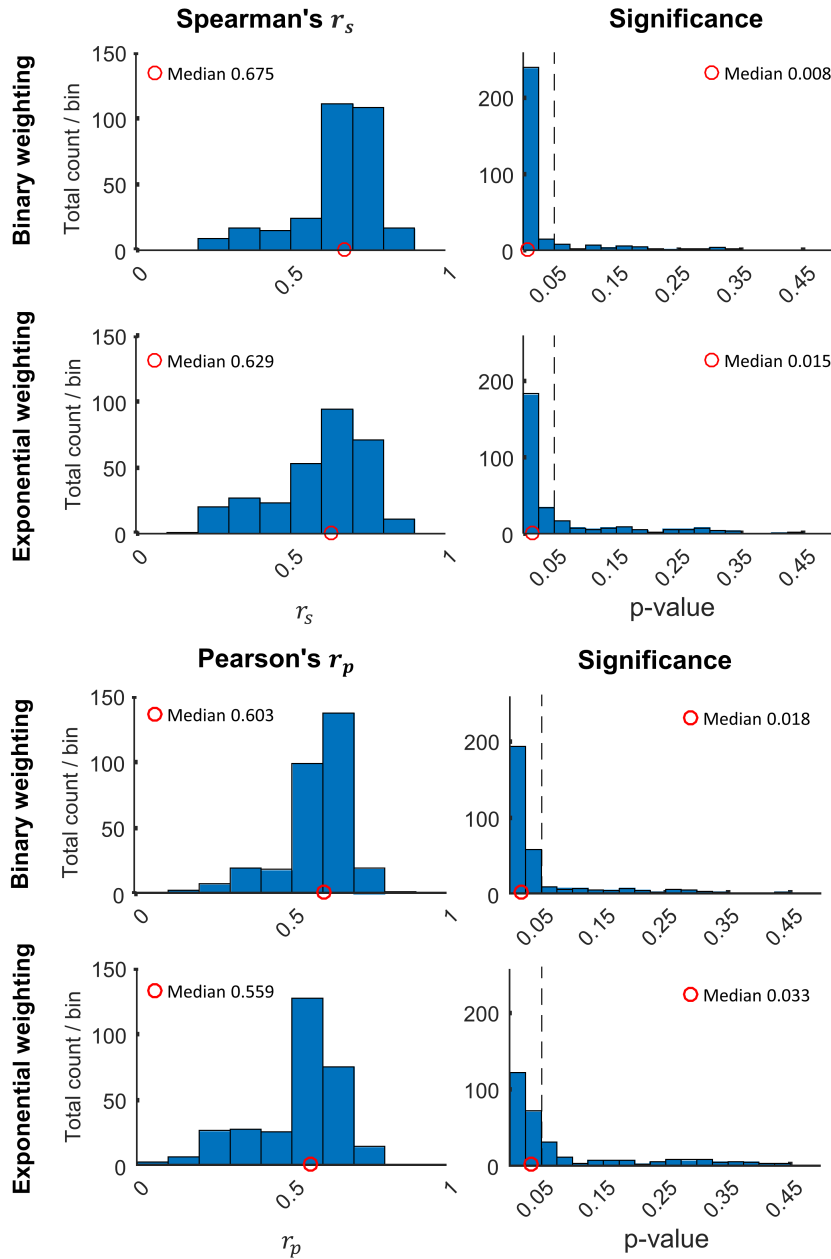 Spearman's rₛ
Significance
Binary weighting
Total count / bin
150
100
50
0
Median 0.675
0
0.5
1
200
100
0
Median 0.008
0.05
0.15
0.25
0.35
0.45
Exponential weighting
Total count / bin
150
100
50
0
Median 0.629
0
0.5
1
rₛ
200
100
0
Median 0.015
0.05
0.15
0.25
0.35
0.45
p-value
Pearson's rₚ
Significance
Binary weighting
Total count / bin
150
100
50
0
Median 0.603
0
0.5
1
200
100
0
Median 0.018
0.05
0.15
0.25
0.35
0.45
Exponential weighting
Total count / bin
150
100
50
0
Median 0.559
0
0.5
1
rₚ
200
100
0
Median 0.033
0.05
0.15
0.25
0.35
0.45
p-value